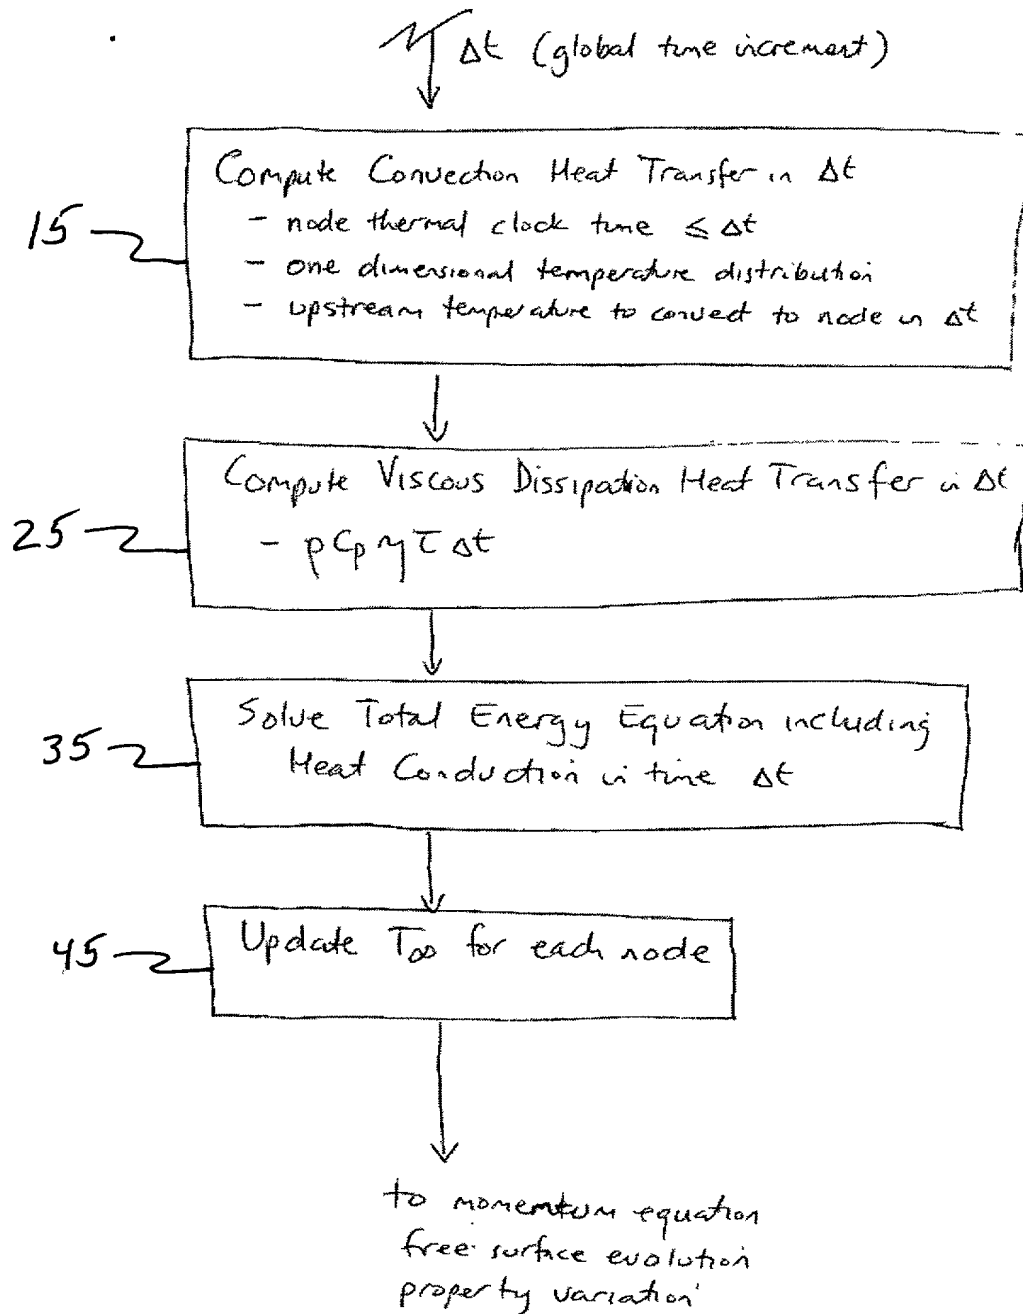 Δt (global time increment)
Compute Convection Heat Transfer in Δt
- node thermal clock time ≤ Δt
- one dimensional temperature distribution
- upstream temperature to convect to node in Δt
15
Compute Viscous Dissipation Heat Transfer in Δt
- ρ Cp η τ Δt
25
Solve Total Energy Equation including
Heat Conduction in time Δt
35
Update T∞ for each node
45
to momentum equation
free surface evolution
property variation